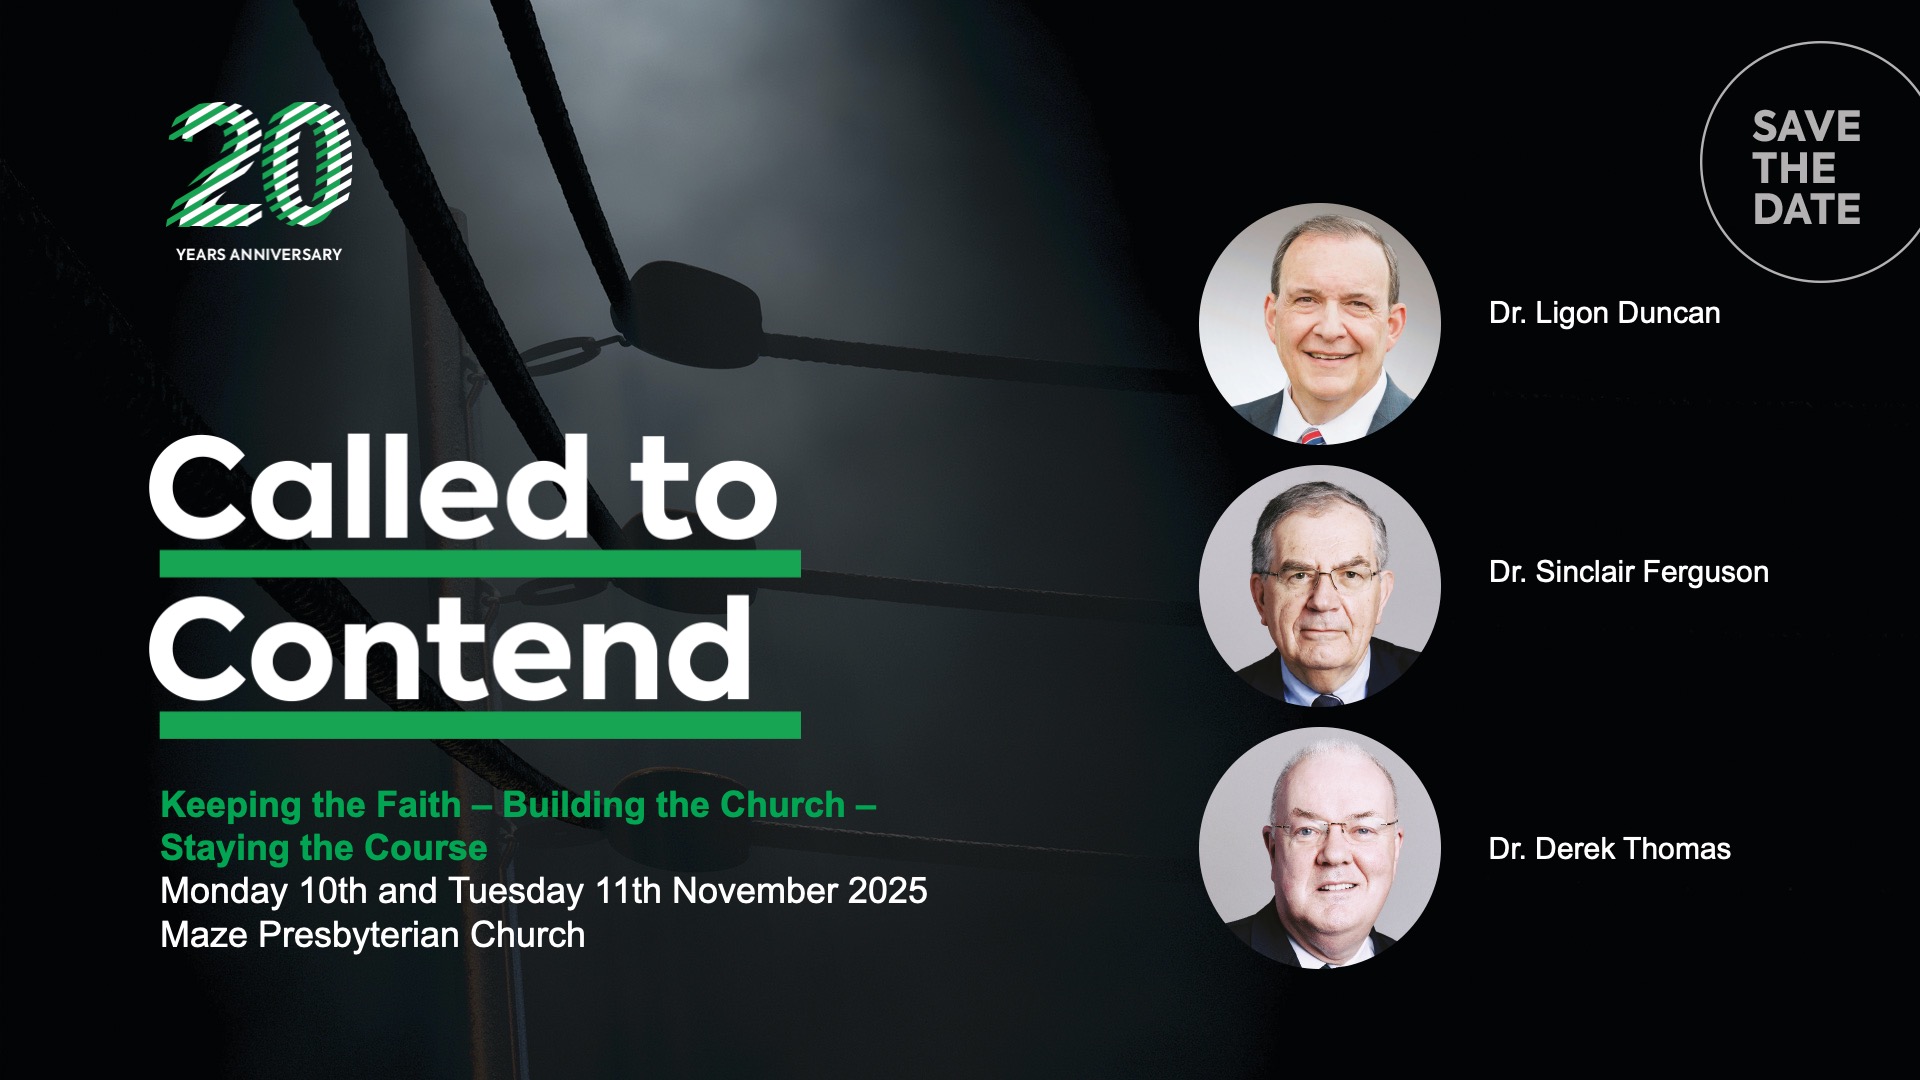 20
YEARS ANNIVERSARY
SAVE
THE
DATE
Called to
Contend
Keeping the Faith – Building the Church –
Staying the Course
Monday 10th and Tuesday 11th November 2025
Maze Presbyterian Church
Dr. Ligon Duncan
Dr. Sinclair Ferguson
Dr. Derek Thomas